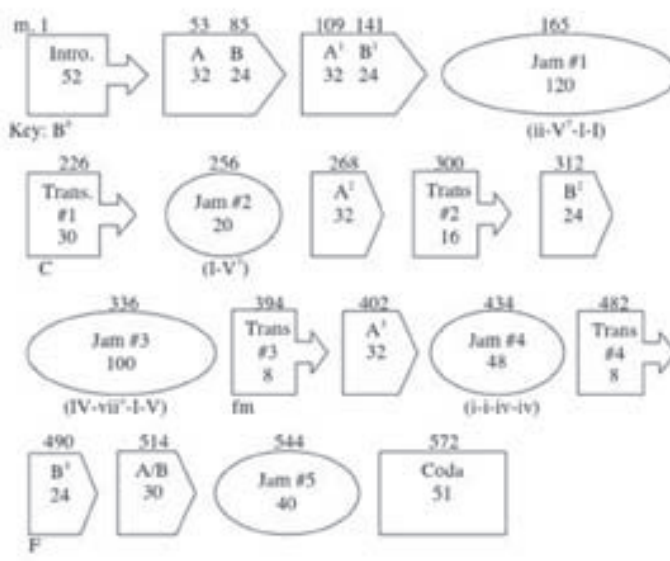 m. 1 53 85 109 141 165
Intro. A B A¹ B¹ Jam #1
52 32 24 32 24 120
Key: B♭ (ii-V⁷-I-I)
226 256 268 300 312
Trans. Jam #2 A² Trans B²
#1 20 32 #2 24
30 16
C (I-V⁷)
336 394 402 434 482
Jam #3 Trans A³ Jam #4 Trans
100 #3 32 48 #4
8 8
(IV-vii°-I-V) fm (i-i-iv-iv)
490 514 544 572
B³ A/B Jam #5 Coda
24 30 40 51
F